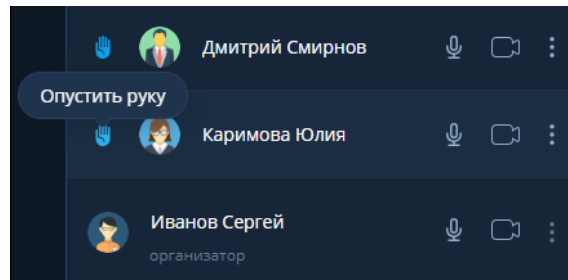 Дмитрий Смирнов
Опустить руку
Каримова Юлия
Иванов Сергей
организатор